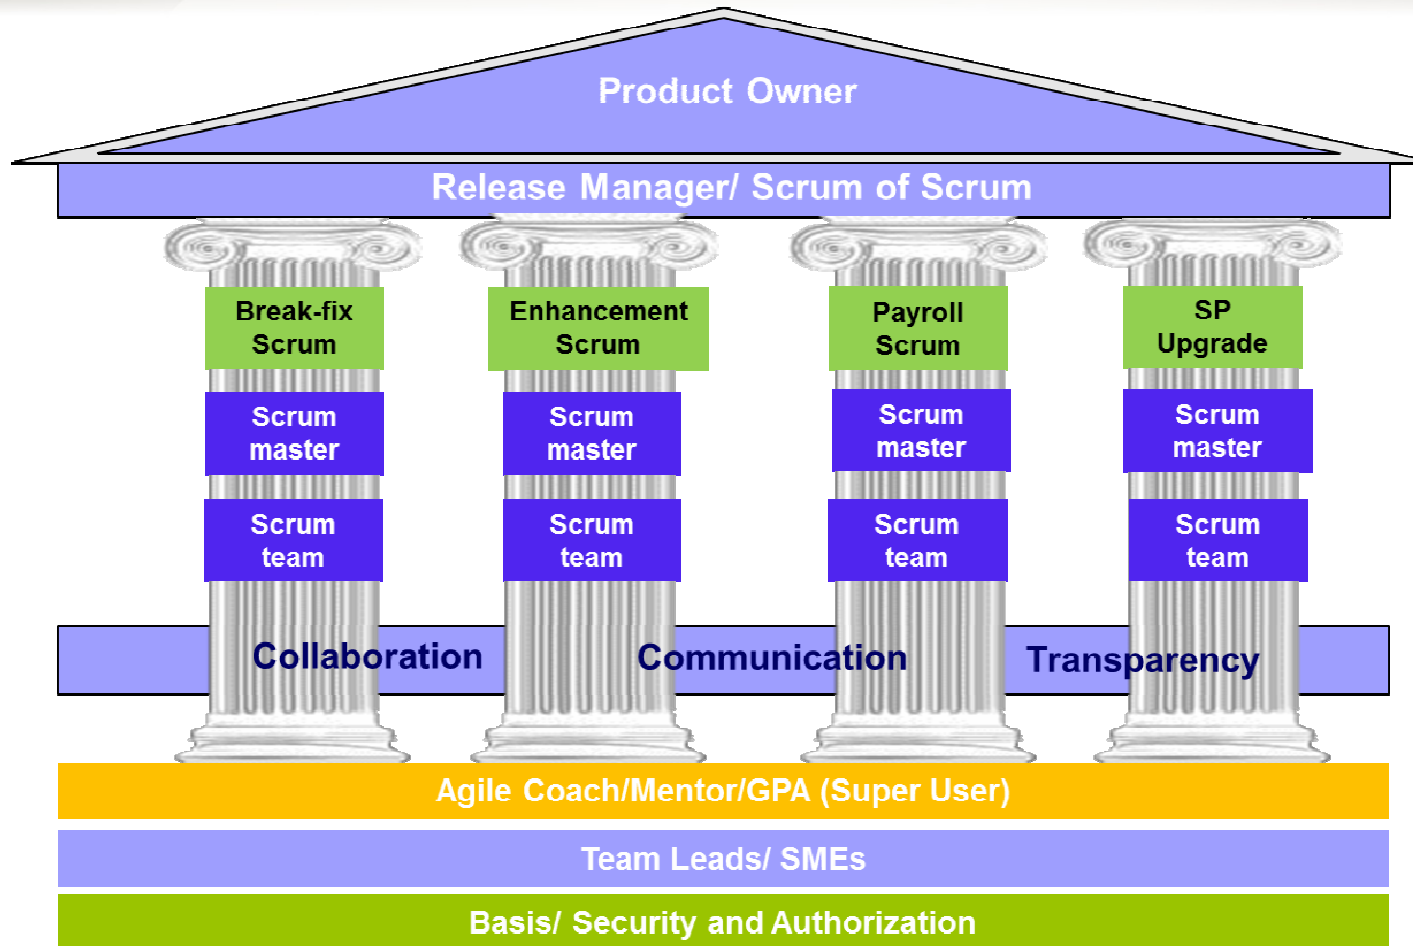 Product Owner
Release Manager/ Scrum of Scrum
Break-fix
Scrum
Enhancement
Scrum
Payroll
Scrum
SP
Upgrade
Scrum
master
Scrum
master
Scrum
master
Scrum
master
Scrum
team
Scrum
team
Scrum
team
Scrum
team
Collaboration
Communication
Transparency
Agile Coach/Mentor/GPA (Super User)
Team Leads/ SMEs
Basis/ Security and Authorization